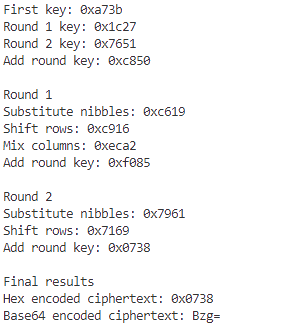 First key: 0xa73b
Round 1 key: 0x1c27
Round 2 key: 0x7651
Add round key: 0xc850
Round 1
Substitute nibbles: 0xc619
Shift rows: 0xc916
Mix columns: 0xeca2
Add round key: 0xf085
Round 2
Substitute nibbles: 0x7961
Shift rows: 0x7169
Add round key: 0x0738
Final results
Hex encoded ciphertext: 0x0738
Base64 encoded ciphertext: Bzg=